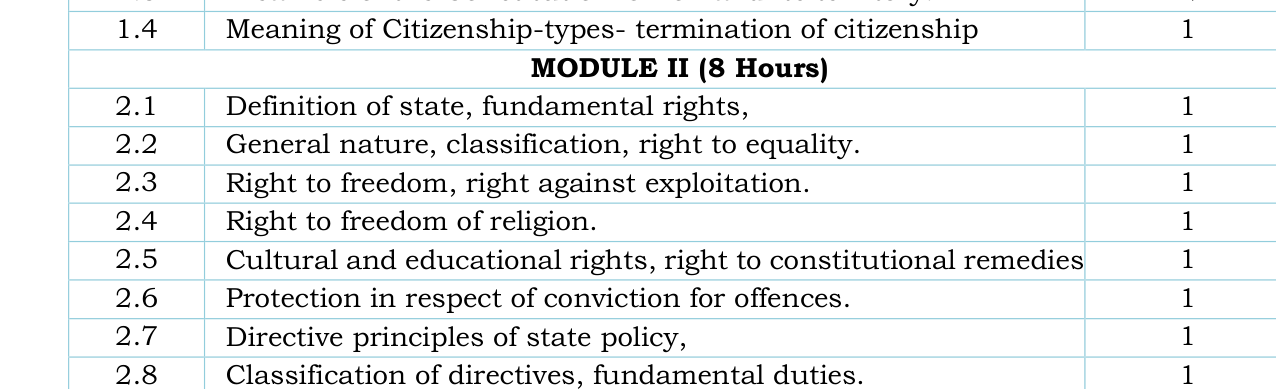 1.4 Meaning of Citizenship-types- termination of citizenship 1
MODULE II (8 Hours)
2.1 Definition of state, fundamental rights, 1
2.2 General nature, classification, right to equality. 1
2.3 Right to freedom, right against exploitation. 1
2.4 Right to freedom of religion. 1
2.5 Cultural and educational rights, right to constitutional remedies 1
2.6 Protection in respect of conviction for offences. 1
2.7 Directive principles of state policy, 1
2.8 Classification of directives, fundamental duties. 1